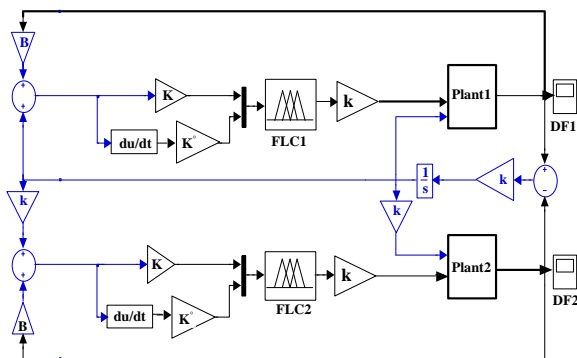 B
+
+
K
du/dt
K°
FLC1
k
Plant1
DF1
k
1
s
k
+
-
k
+
+
K
du/dt
K°
FLC2
k
Plant2
DF2
B